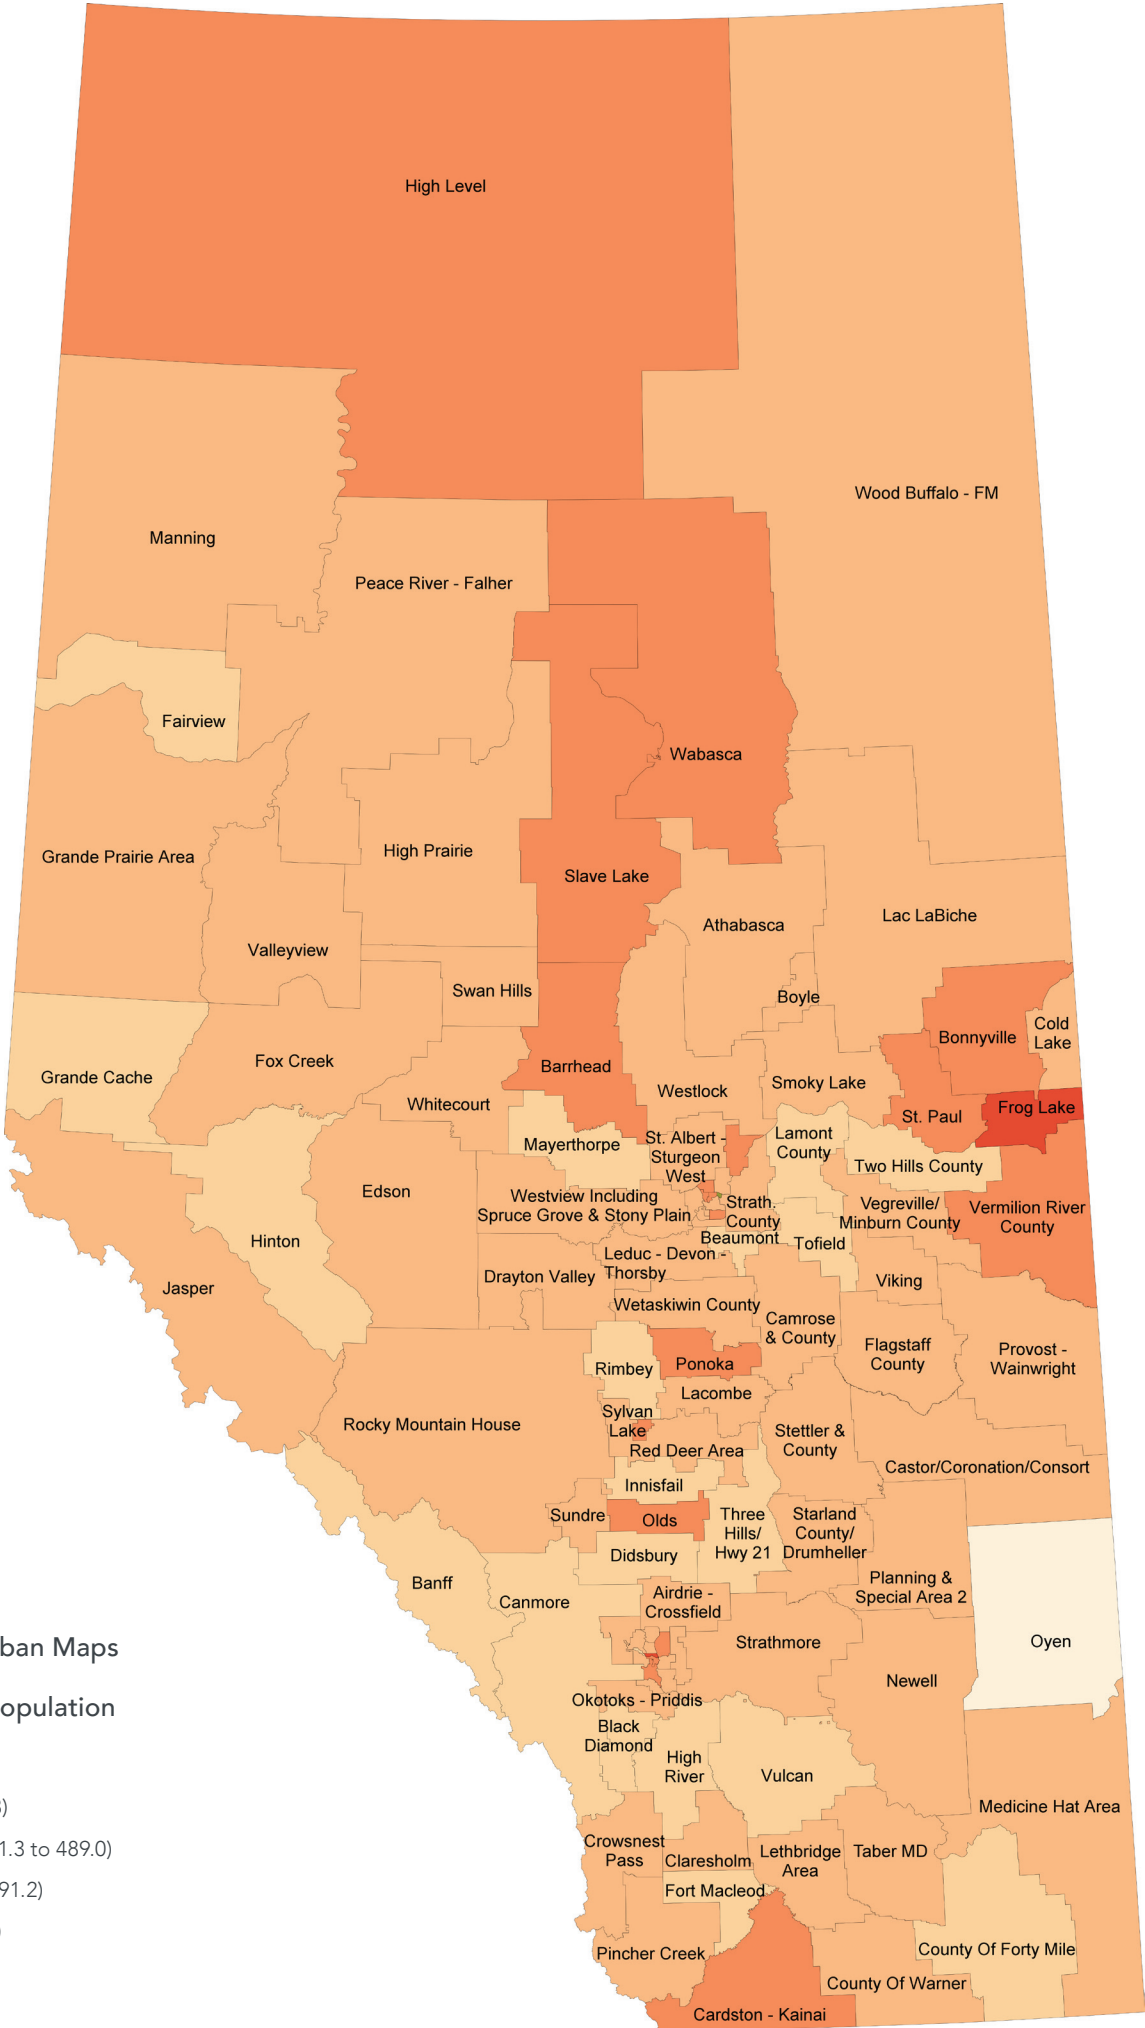 High Level
Wood Buffalo - FM
Manning
Peace River - Falher
Fairview
Wabasca
Grande Prairie Area
High Prairie
Slave Lake
Lac LaBiche
Athabasca
Valleyview
Swan Hills
Boyle
Cold
Lake
Bonnyville
Fox Creek
Barrhead
Grande Cache
Smoky Lake
Westlock
Whitecourt
Frog Lake
St. Paul
Mayerthorpe
St. Albert -
Sturgeon
West
Lamont
County
Two Hills County
Edson
Westview Including
Spruce Grove & Stony Plain
Strath.
County
Vegreville/
Minburn County
Vermilion River
County
Hinton
Beaumont
Tofield
Leduc - Devon -
Thorsby
Drayton Valley
Viking
Jasper
Wetaskiwin County
Camrose
& County
Flagstaff
County
Provost -
Wainwright
Rimbey
Ponoka
Lacombe
Rocky Mountain House
Sylvan
Lake
Stettler &
County
Red Deer Area
Castor/Coronation/Consort
Innisfail
Sundre
Olds
Three
Hills/
Hwy 21
Starland
County/
Drumheller
Didsbury
Banff
Canmore
Airdrie -
Crossfield
Planning &
Special Area 2
Strathmore
Oyen
ban Maps
Newell
opulation
Okotoks - Priddis
Black
Diamond
High
River
Vulcan
Medicine Hat Area
)
1.3 to 489.0)
Crowsnest
Pass
Claresholm
Lethbridge
Area
Taber MD
91.2)
Fort Macleod
)
Pincher Creek
County Of Forty Mile
County Of Warner
Cardston - Kainai